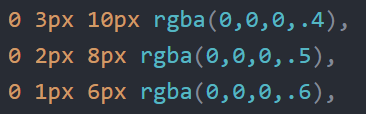 0 3px 10px rgba(0,0,0,.4),
0 2px 8px rgba(0,0,0,.5),
0 1px 6px rgba(0,0,0,.6),